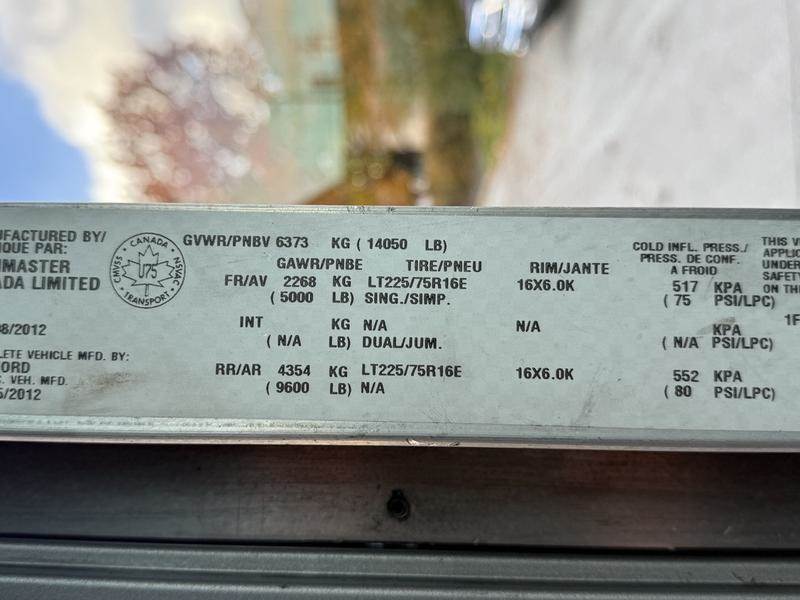 UFACTURED BY/
IQUE PAR:
MASTER
ADA LIMITED
8/2012
LETE VEHICLE MFD. BY:
ORD
. VEH. MFD.
5/2012
CANADA
CMVSS U75 NSVAC
TRANSPORT
GVWR/PNBV 6373 KG ( 14050 LB)
GAWR/PNBE TIRE/PNEU RIM/JANTE
COLD INFL. PRESS./
PRESS. DE CONF.
A FROID
FR/AV 2268 KG LT225/75R16E 16X6.0K 517 KPA
( 5000 LB) SING./SIMP. ( 75 PSI/LPC)
INT KG N/A N/A KPA
( N/A LB) DUAL/JUM. ( N/A PSI/LPC)
RR/AR 4354 KG LT225/75R16E 16X6.0K 552 KPA
( 9600 LB) N/A ( 80 PSI/LPC)
THIS V
APPLIC
UNDER
SAFETY
ON THI
1F